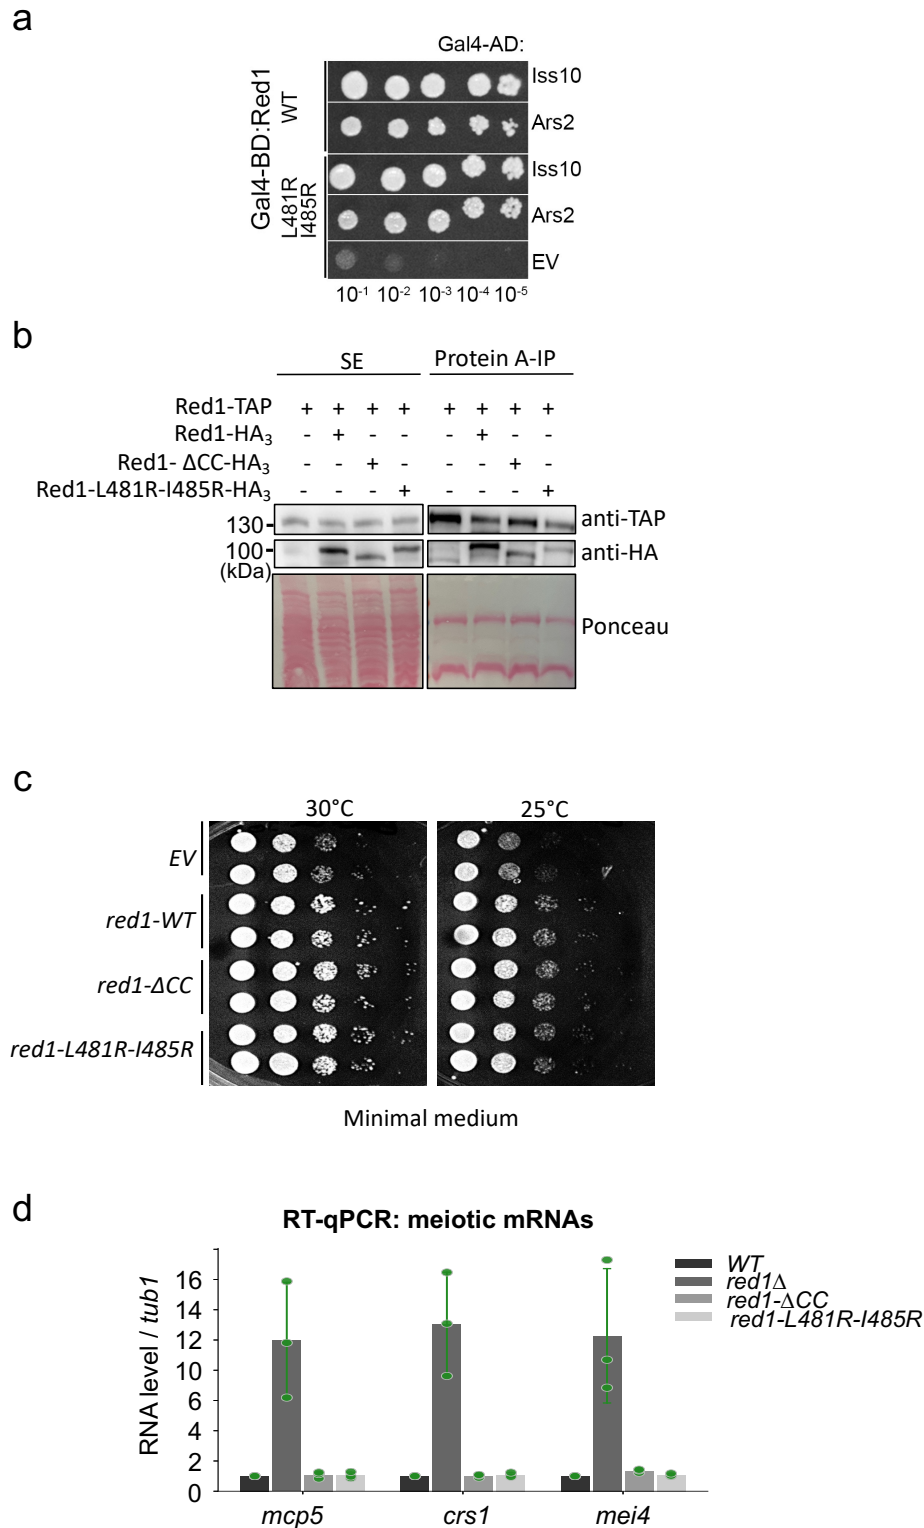 a
Gal4-AD:
Gal4-BD:Red1
WT
L481R
I485R
Iss10
Ars2
Iss10
Ars2
EV
10⁻¹ 10⁻² 10⁻³ 10⁻⁴ 10⁻⁵
b
SE Protein A-IP
Red1-TAP + + + + + + + +
Red1-HA₃ - + - - - + - -
Red1- ΔCC-HA₃ - - + - - - + -
Red1-L481R-I485R-HA₃ - - - + - - - +
130 anti-TAP
100 anti-HA
(kDa)
Ponceau
c
30°C 25°C
EV
red1-WT
red1-ΔCC
red1-L481R-I485R
Minimal medium
d
RT-qPCR: meiotic mRNAs
RNA level / tub1
16
14
12
10
6
4
2
0
mcp5 crs1 mei4
WT
red1Δ
red1-ΔCC
red1-L481R-I485R